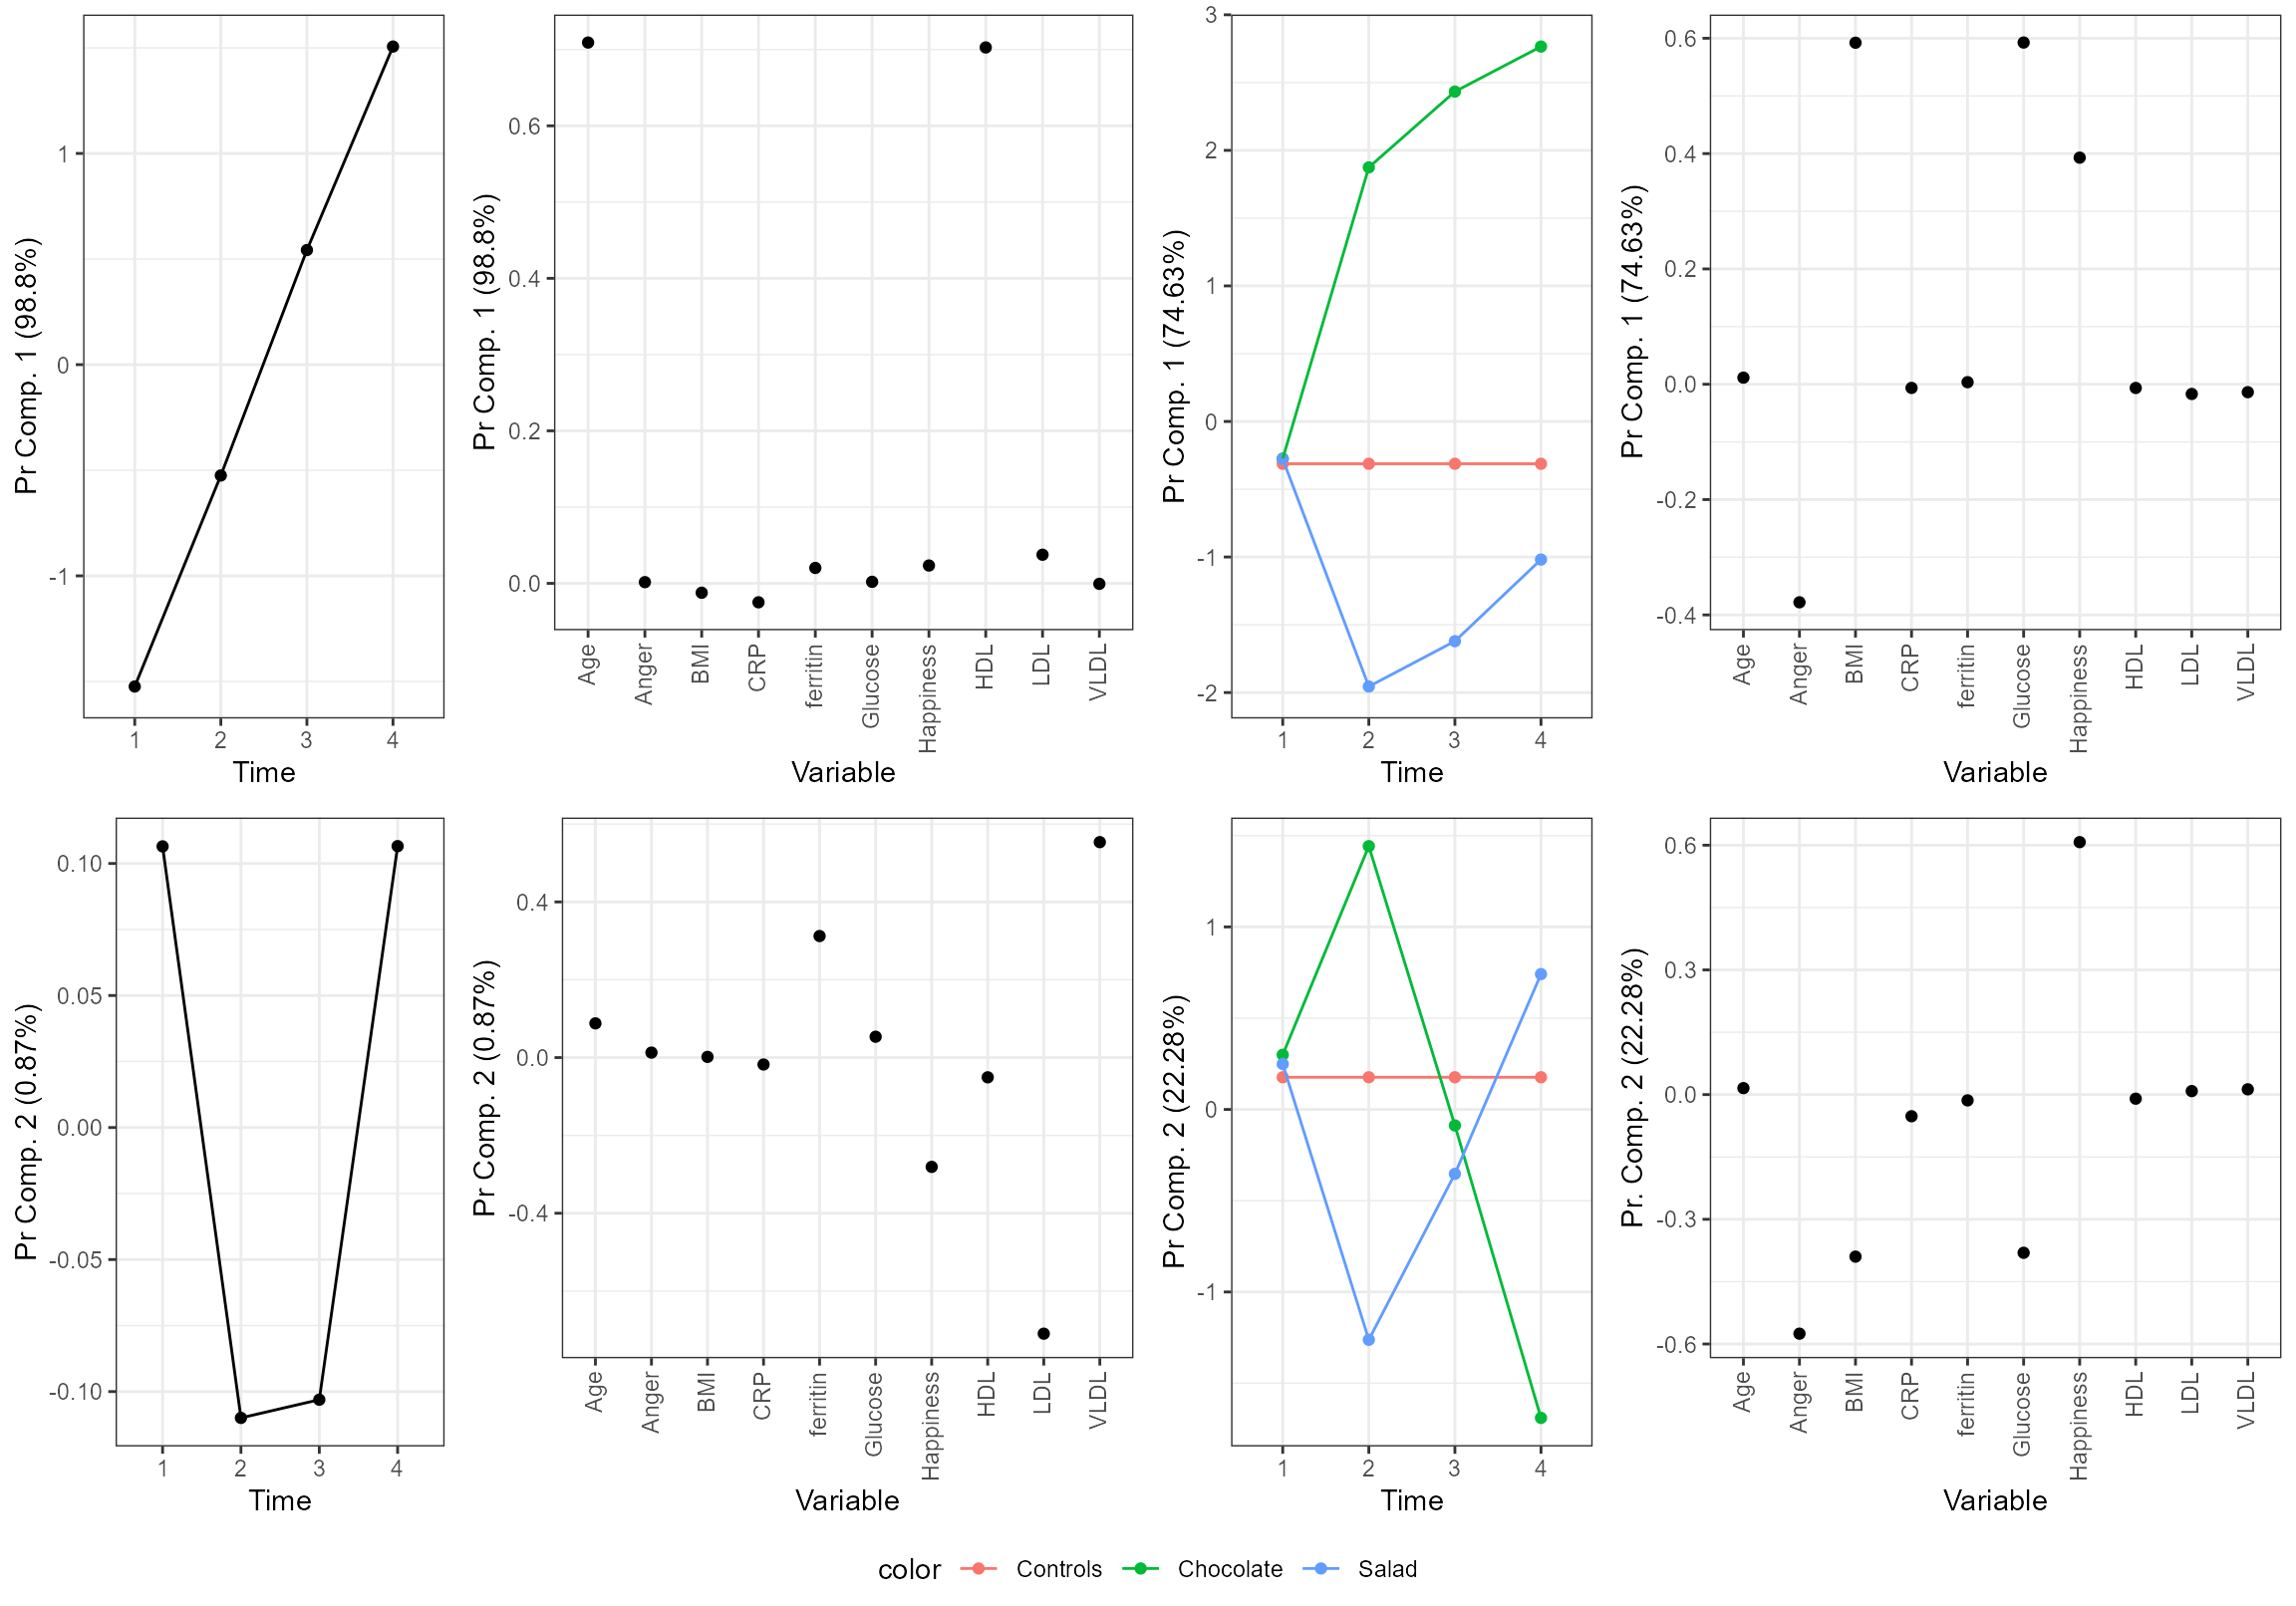 Pr Comp. 1 (98.8%)
1
0
-1
1 2 3 4
Time
Pr Comp. 1 (98.8%)
0.6
0.4
0.2
0.0
Age Anger BMI CRP ferritin Glucose Happiness HDL LDL VLDL
Variable
Pr Comp. 1 (74.63%)
3
2
1
0
-1
-2
1 2 3 4
Time
Pr Comp. 1 (74.63%)
0.6
0.4
0.2
0.0
-0.2
-0.4
Age Anger BMI CRP ferritin Glucose Happiness HDL LDL VLDL
Variable
Pr Comp. 2 (0.87%)
0.10
0.05
0.00
-0.05
-0.10
1 2 3 4
Time
Pr Comp. 2 (0.87%)
0.4
0.0
-0.4
Age Anger BMI CRP ferritin Glucose Happiness HDL LDL VLDL
Variable
Pr Comp. 2 (22.28%)
1
0
-1
1 2 3 4
Time
Pr. Comp. 2 (22.28%)
0.6
0.3
0.0
-0.3
-0.6
Age Anger BMI CRP ferritin Glucose Happiness HDL LDL VLDL
Variable
color Controls Chocolate Salad